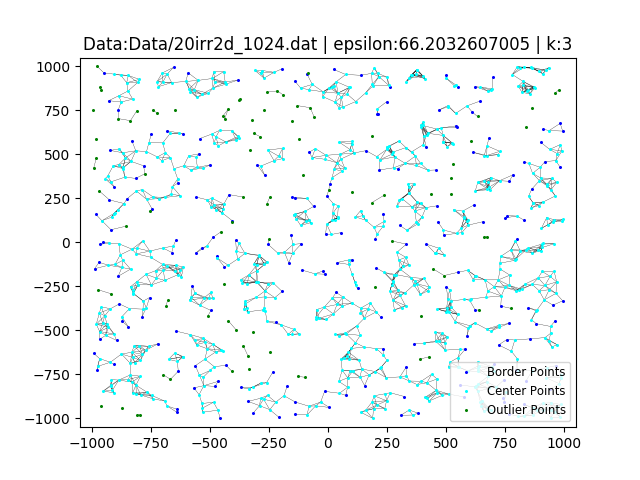 Data:Data/20irr2d_1024.dat | epsilon:66.2032607005 | k:3
1000
750
500
250
0
−250
−500
−750
−1000
Border Points
Center Points
Outlier Points
−1000 −750 −500 −250 0 250 500 750 1000